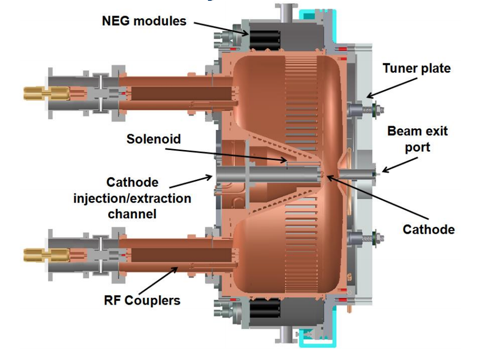 NEG modules
Tuner plate
Solenoid
Beam exit
port
Cathode
injection/extraction
channel
Cathode
RF Couplers